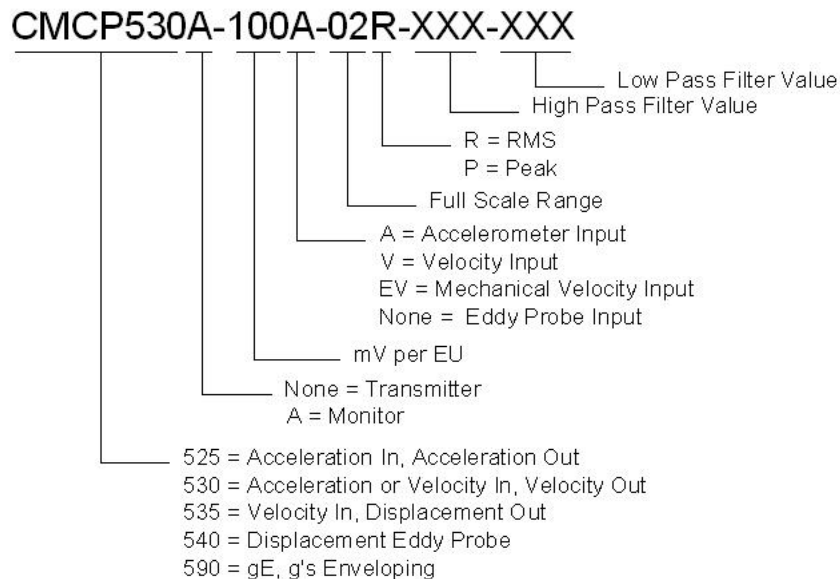 CMCP530A-100A-02R-XXX-XXX
Low Pass Filter Value
High Pass Filter Value
R = RMS
P = Peak
Full Scale Range
A = Accelerometer Input
V = Velocity Input
EV = Mechanical Velocity Input
None = Eddy Probe Input
mV per EU
None = Transmitter
A = Monitor
525 = Acceleration In, Acceleration Out
530 = Acceleration or Velocity In, Velocity Out
535 = Velocity In, Displacement Out
540 = Displacement Eddy Probe
590 = gE, g's Enveloping